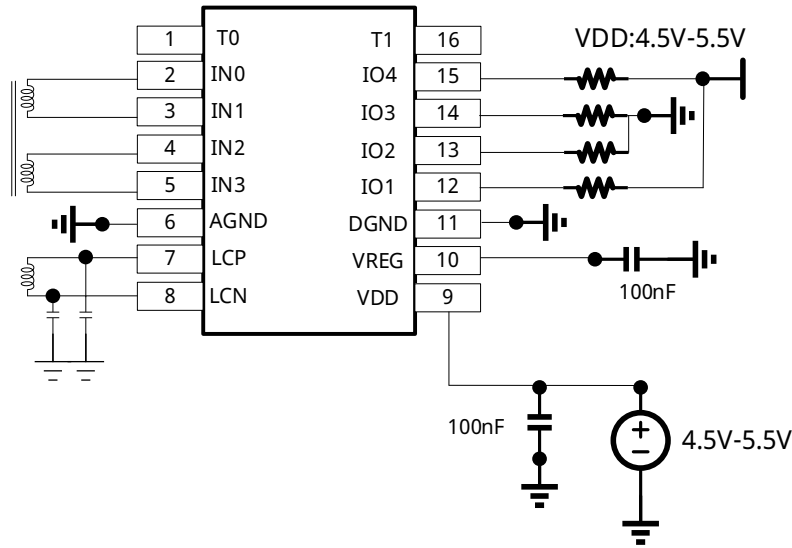 1 T0 T1 16 VDD:4.5V-5.5V
2 IN0 IO4 15
3 IN1 IO3 14
4 IN2 IO2 13
5 IN3 IO1 12
6 AGND DGND 11
7 LCP VREG 10
8 LCN VDD 9
100nF
100nF
+
4.5V-5.5V
−